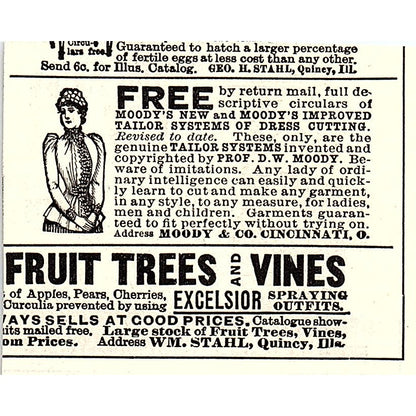 Circu-
lars free.
Guaranteed to hatch a larger percentage
of fertile eggs at less cost than any other.
Send 6c. for Illus. Catalog. GEO. H. STAHL, Quincy, Ill.
FREE by return mail, full de-
scriptive circulars of
MOODY'S NEW and MOODY'S IMPROVED
TAILOR SYSTEMS OF DRESS CUTTING.
Revised to date. These, only, are the
genuine TAILOR SYSTEMS invented and
copyrighted by PROF. D. W. MOODY. Be-
ware of imitations. Any lady of ordi-
nary intelligence can easily and quick-
ly learn to cut and make any garment,
in any style, to any measure, for ladies,
men and children. Garments guaran-
teed to fit perfectly without trying on.
Address MOODY & CO. CINCINNATI, O.
FRUIT TREES AND VINES
of Apples, Pears, Cherries,
Curculia prevented by using EXCELSIOR SPRAYING OUTFITS.
WAYS SELLS AT GOOD PRICES. Catalogue show-
mailed free. Large stock of Fruit Trees, Vines,
om Prices. Address WM. STAHL, Quincy, Ills.